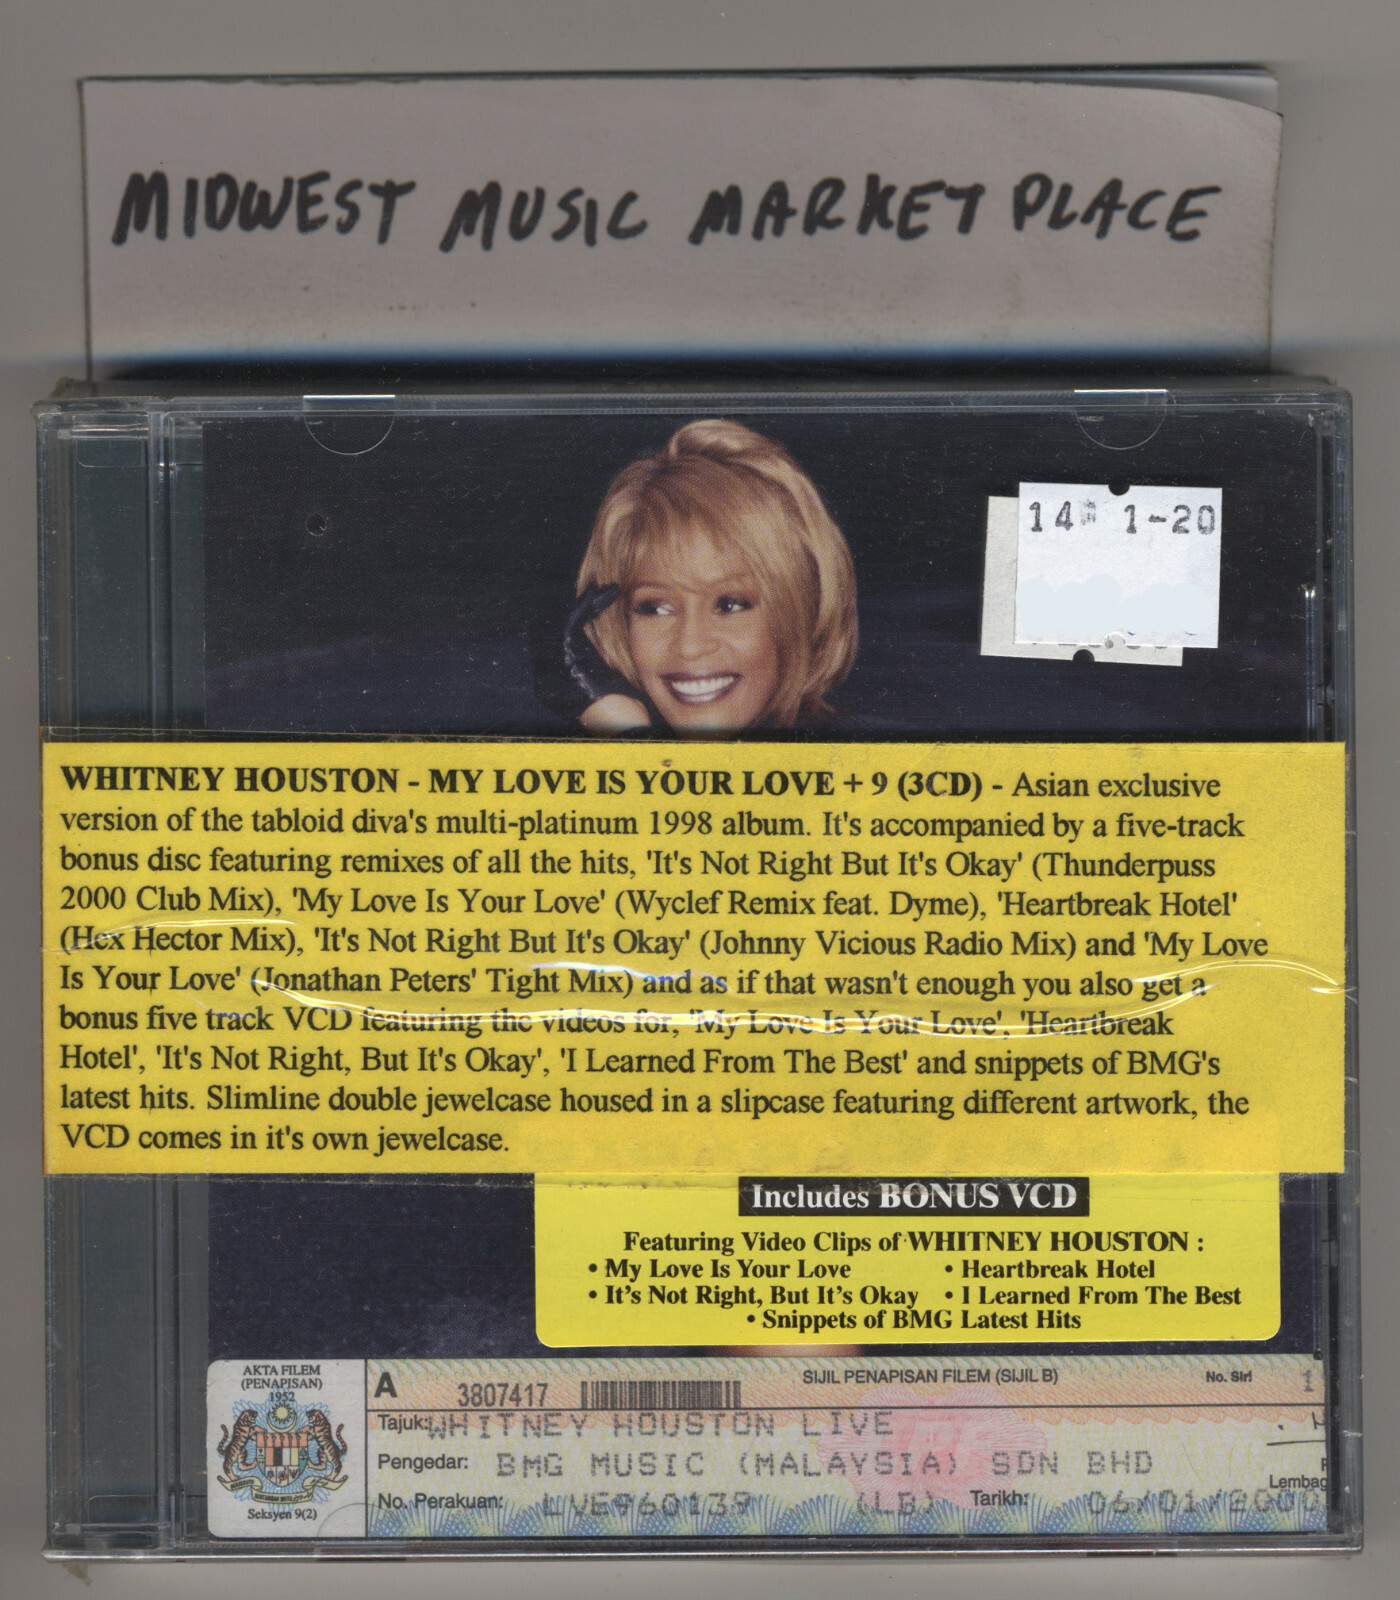 MIDWEST MUSIC MARKET PLACE
14 1-20
WHITNEY HOUSTON - MY LOVE IS YOUR LOVE + 9 (3CD) - Asian exclusive
version of the tabloid diva's multi-platinum 1998 album. It's accompanied by a five-track
bonus disc featuring remixes of all the hits, 'It's Not Right But It's Okay' (Thunderpuss
2000 Club Mix), 'My Love Is Your Love' (Wyclef Remix feat. Dyme), 'Heartbreak Hotel'
(Hex Hector Mix), 'It's Not Right But It's Okay' (Johnny Vicious Radio Mix) and 'My Love
Is Your Love' (Jonathan Peters' Tight Mix) and as if that wasn't enough you also get a
bonus five track VCD featuring the videos for, 'My Love Is Your Love', 'Heartbreak
Hotel', 'It's Not Right, But It's Okay', 'I Learned From The Best' and snippets of BMG's
latest hits. Slimline double jewelcase housed in a slipcase featuring different artwork, the
VCD comes in it's own jewelcase.
Includes BONUS VCD
Featuring Video Clips of WHITNEY HOUSTON :
• My Love Is Your Love • Heartbreak Hotel
• It's Not Right, But It's Okay • I Learned From The Best
• Snippets of BMG Latest Hits
AKTA FILEM
(PENAPISAN)
1952
Seksyen 9(2)
A 3807417 SIJIL PENAPISAN FILEM (SIJIL B) No. Siri
Tajuk: WHITNEY HOUSTON LIVE
Pengedar: BMG MUSIC (MALAYSIA) SDN BHD
Lembag
No. Perakuan: LVE960139 (LB) Tarikh: 06/01/2000